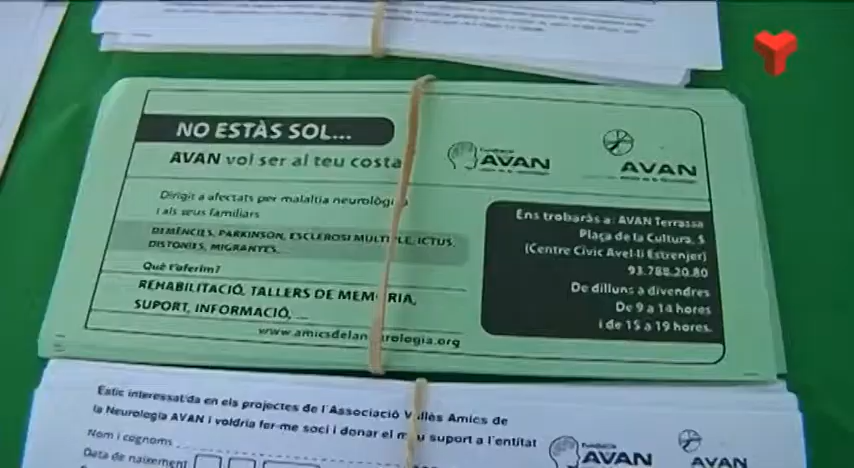 NO ESTÀS SOL...
AVAN vol ser al teu costat
Fundació
AVAN
AVAN
Dirigit a afectats per malaltia neurològica
i als seus familiars
DEMÈNCIES, PARKINSON, ESCLEROSI MULTIPLE, ICTUS,
DISTONIES, MIGRANYES...
Què t'oferim?
REHABILITACIÓ, TALLERS DE MEMÒRIA,
SUPORT, INFORMACIÓ, ...
www.amicsdelaneurologia.org
Ens trobaràs a: AVAN Terrassa
Plaça de la Cultura, 5
(Centre Cívic Avel·lí Estrenjer)
93.788.20.80
De dilluns a divendres
De 9 a 14 hores
i de 15 a 19 hores.
Estic interessat/da en els projectes de l'Associació Vallès Amics de
la Neurologia AVAN i voldria fer-me soci i donar el meu suport a l'entitat
Nom i cognoms
Data de naixement
Fundació
AVAN
AVAN